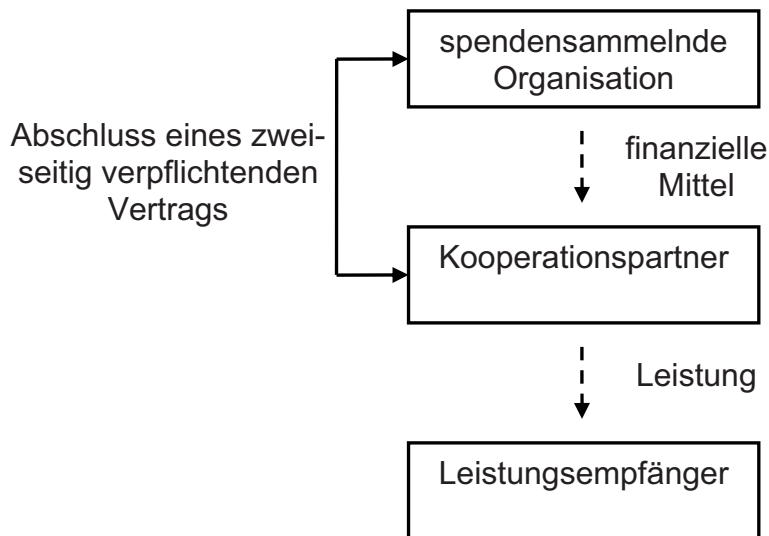 spendensammelnde
Organisation
Abschluss eines zwei-
seitig verpflichtenden
Vertrags
finanzielle
Mittel
Kooperationspartner
Leistung
Leistungsempfänger